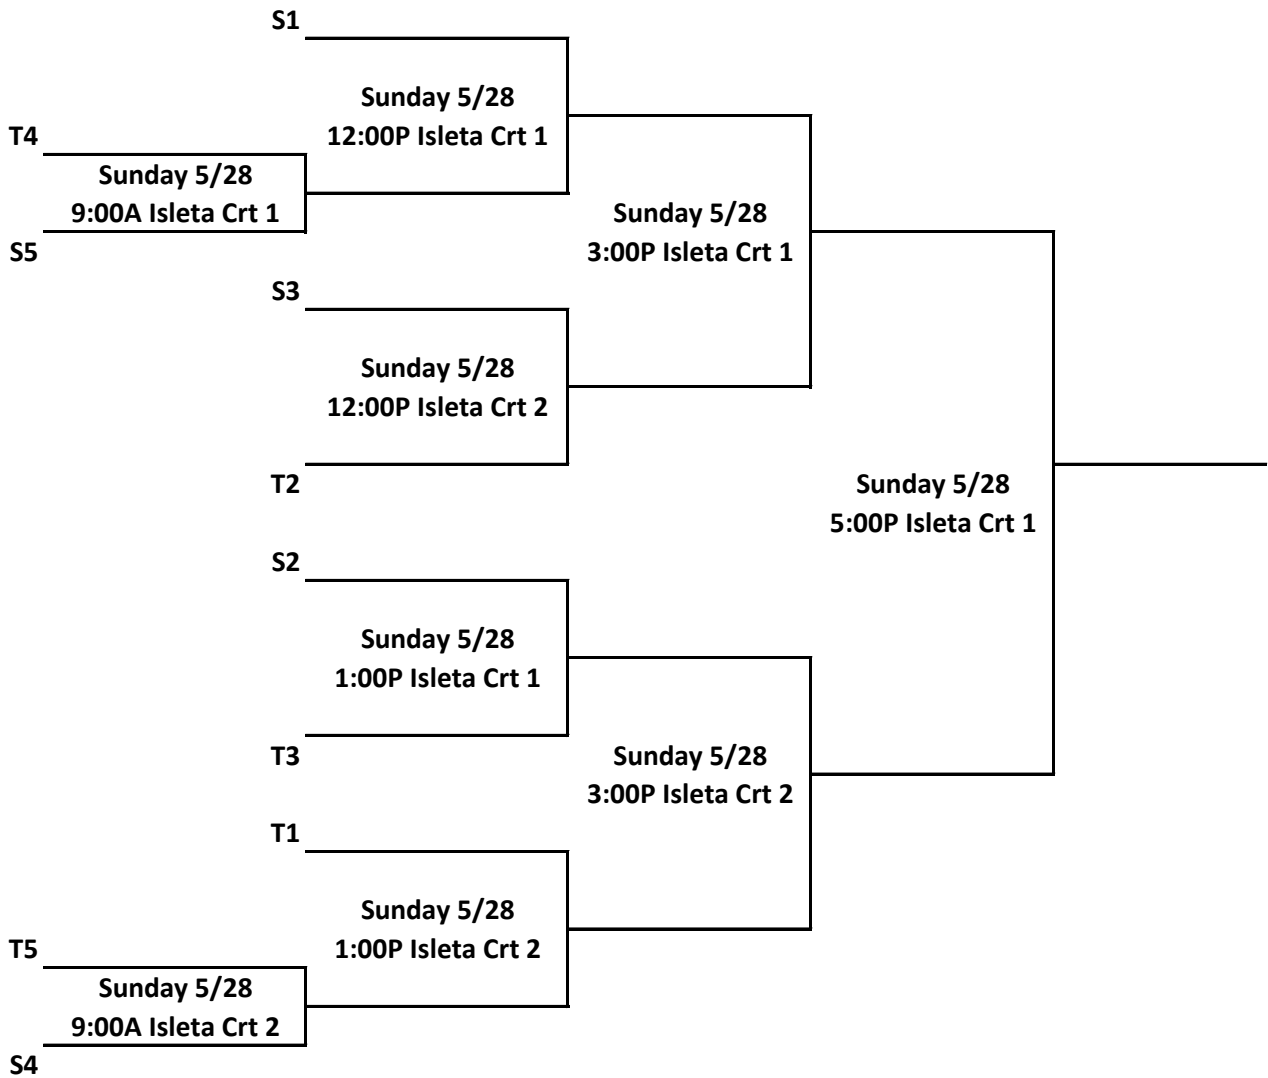 S1
Sunday 5/28
12:00P Isleta Crt 1
T4
Sunday 5/28
9:00A Isleta Crt 1
S5
Sunday 5/28
3:00P Isleta Crt 1
S3
Sunday 5/28
12:00P Isleta Crt 2
T2
Sunday 5/28
5:00P Isleta Crt 1
S2
Sunday 5/28
1:00P Isleta Crt 1
T3
Sunday 5/28
3:00P Isleta Crt 2
T1
Sunday 5/28
1:00P Isleta Crt 2
T5
Sunday 5/28
9:00A Isleta Crt 2
S4